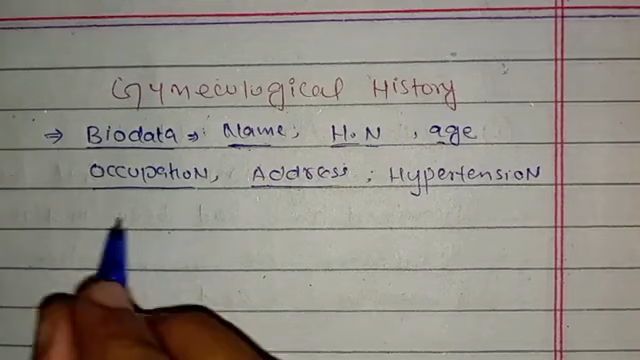 Gynecological History
⇒ Biodata →: Name, H.N, age
Occupation, Address, Hypertension